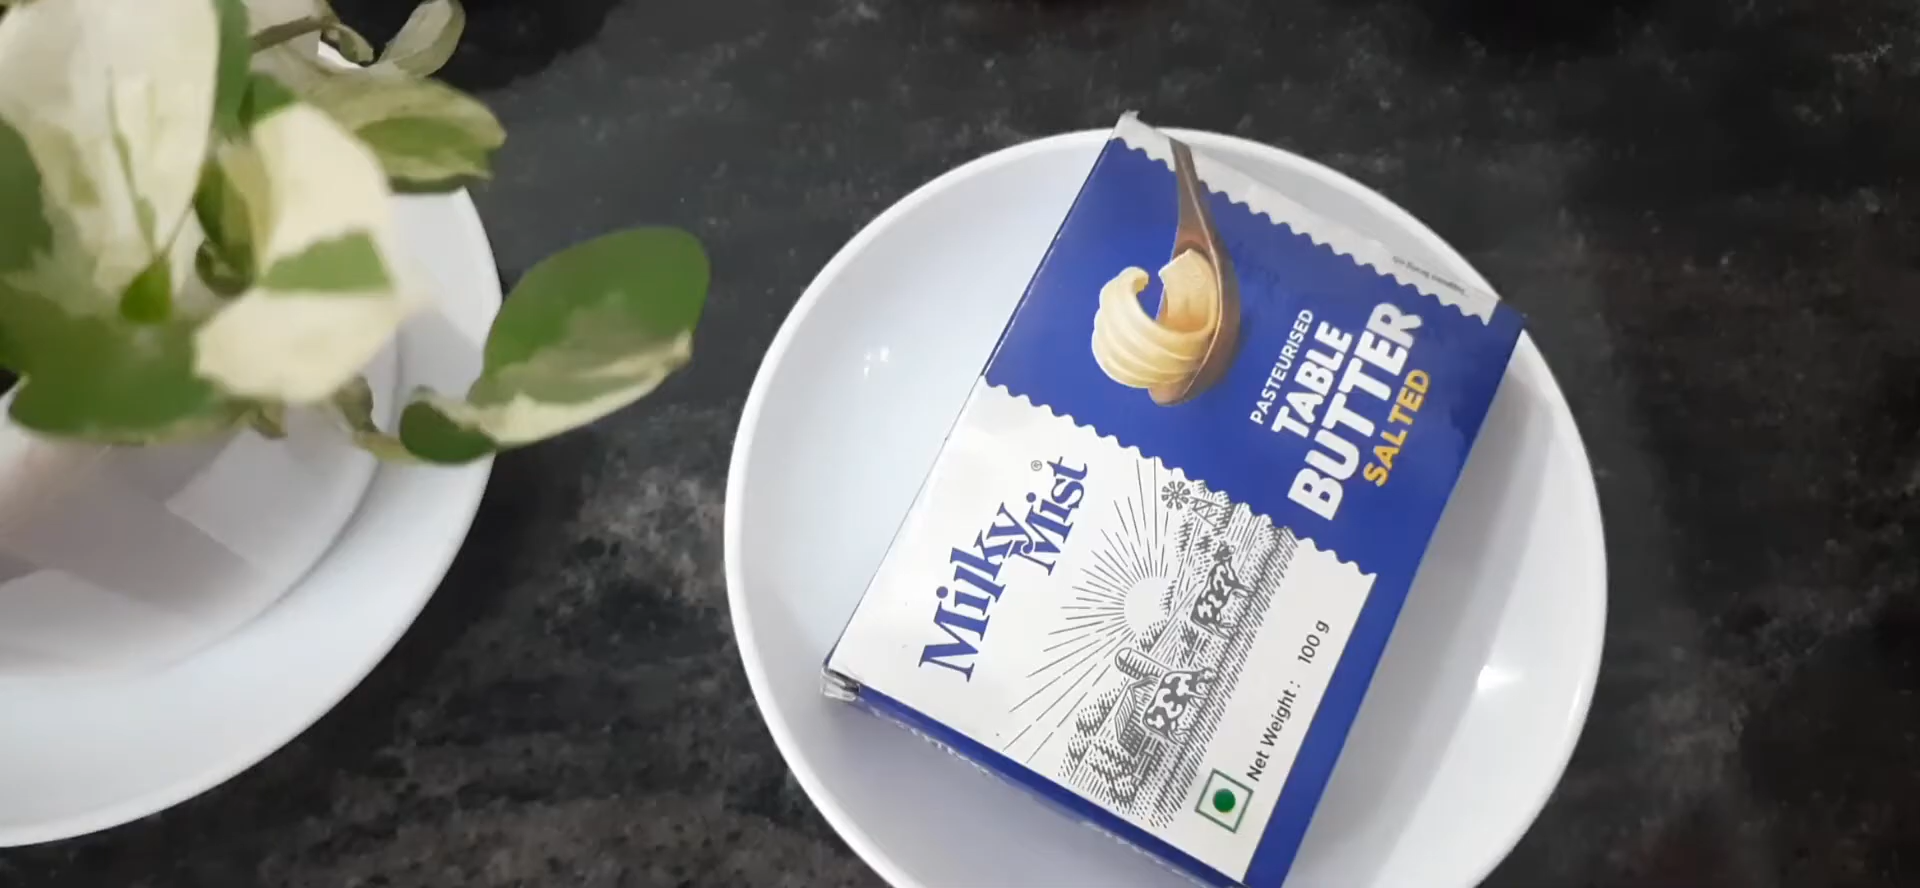 Milky
Mist
®
PASTEURISED
TABLE
BUTTER
SALTED
Net Weight : 100 g